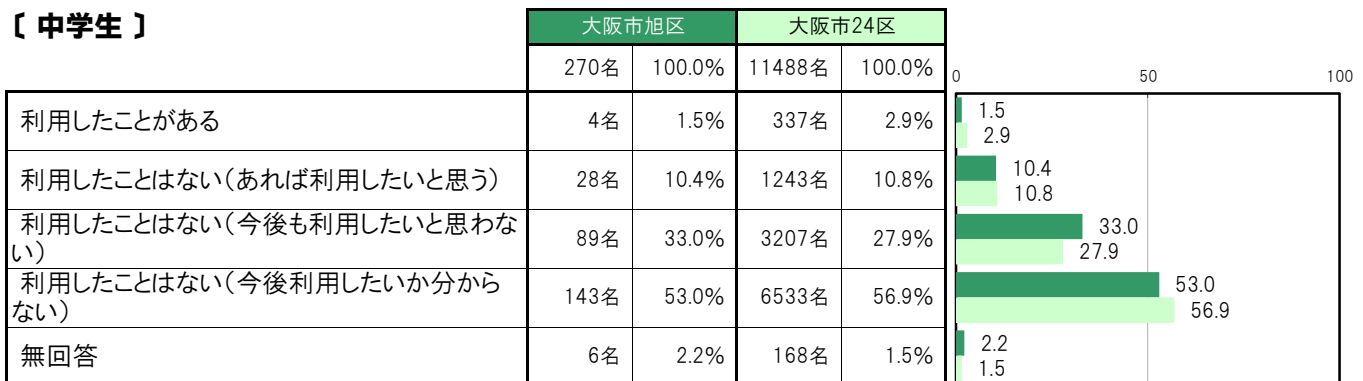 〔 中学生 〕
大阪市旭区 大阪市24区
270名 100.0% 11488名 100.0%
0 50 100
利用したことがある 4名 1.5% 337名 2.9%
1.5
2.9
利用したことはない（あれば利用したいと思う） 28名 10.4% 1243名 10.8%
10.4
10.8
利用したことはない（今後も利用したいと思わな
い） 89名 33.0% 3207名 27.9%
33.0
27.9
利用したことはない（今後利用したいか分から
ない） 143名 53.0% 6533名 56.9%
53.0
56.9
無回答 6名 2.2% 168名 1.5%
2.2
1.5